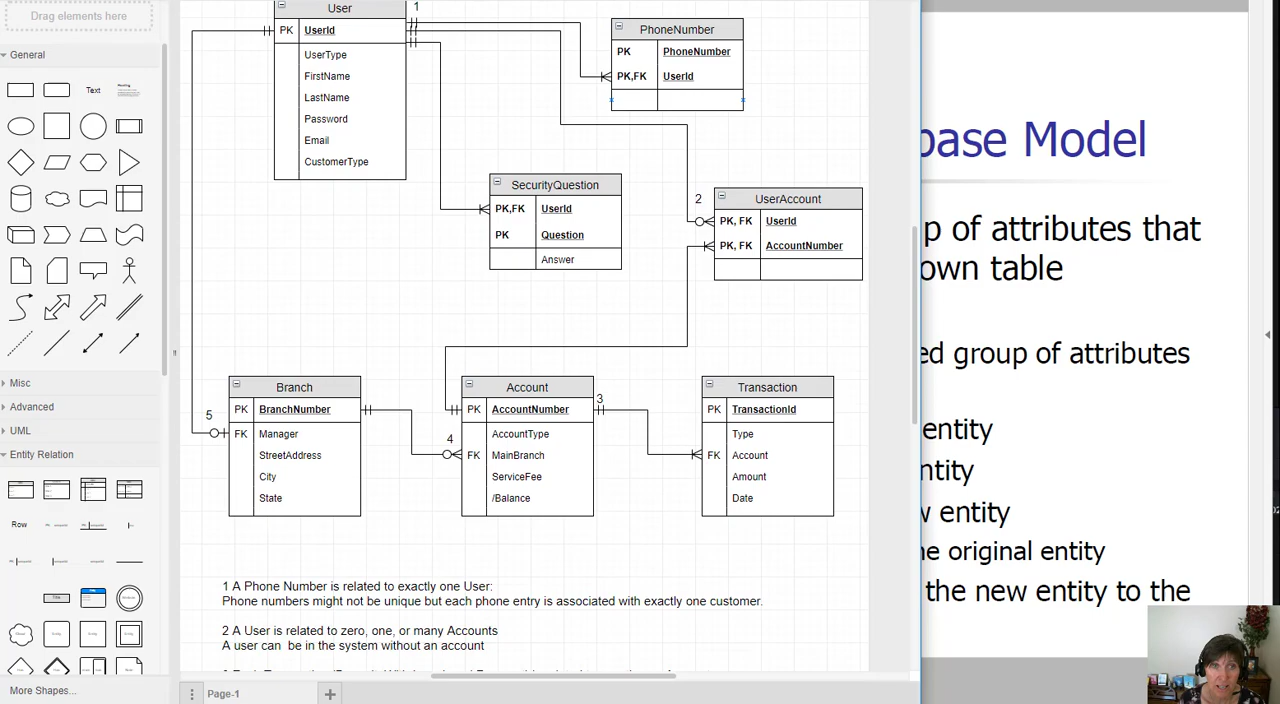 Drag elements here
General
Text
Heading
Misc
Advanced
UML
Entity Relation
Row
Title
More Shapes...
User
PK UserId
UserType
FirstName
LastName
Password
Email
CustomerType
1
PhoneNumber
PK PhoneNumber
PK,FK UserId
SecurityQuestion
PK,FK UserId
PK Question
Answer
2
UserAccount
PK, FK UserId
PK, FK AccountNumber
5
Branch
PK BranchNumber
FK Manager
StreetAddress
City
State
4
Account
PK AccountNumber
AccountType
FK MainBranch
ServiceFee
/Balance
3
Transaction
PK TransactionId
Type
FK Account
Amount
Date
1 A Phone Number is related to exactly one User:
Phone numbers might not be unique but each phone entry is associated with exactly one customer.
2 A User is related to zero, one, or many Accounts
A user can be in the system without an account
Page-1
base Model
p of attributes that
own table
ed group of attributes
entity
ntity
w entity
ne original entity
the new entity to the